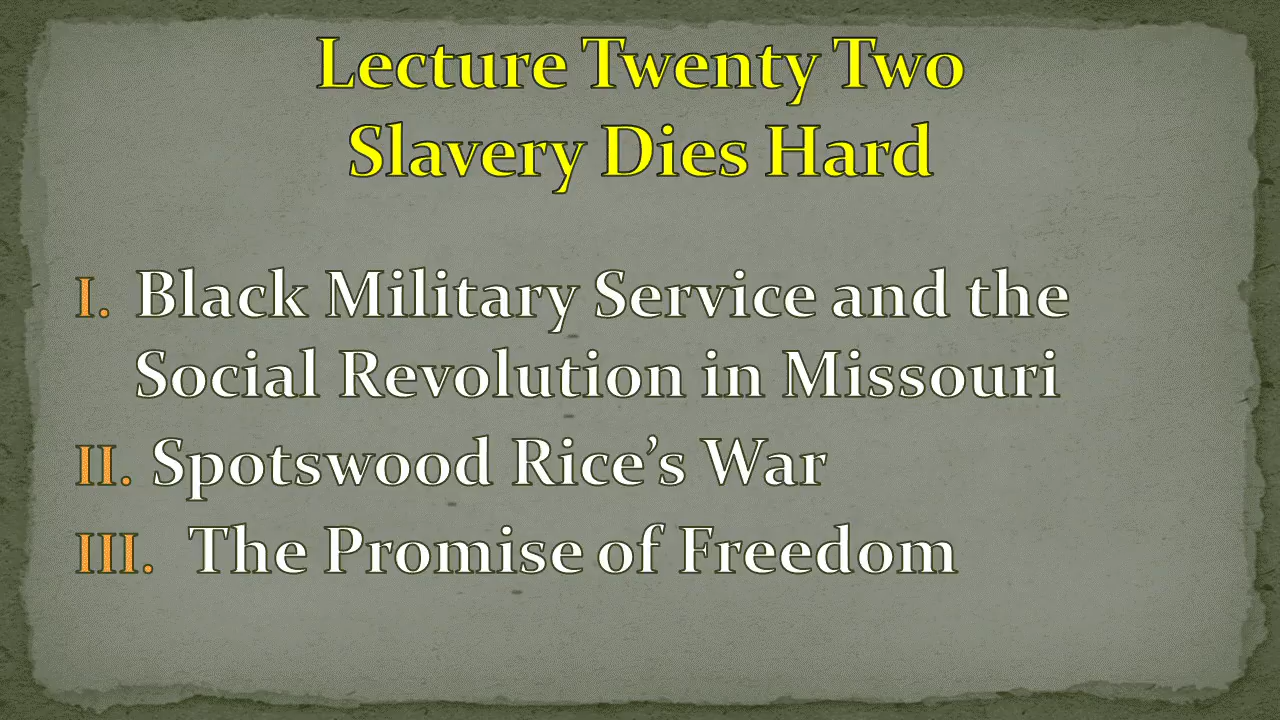 Lecture Twenty Two
Slavery Dies Hard
I. Black Military Service and the
Social Revolution in Missouri
II. Spotswood Rice’s War
III. The Promise of Freedom